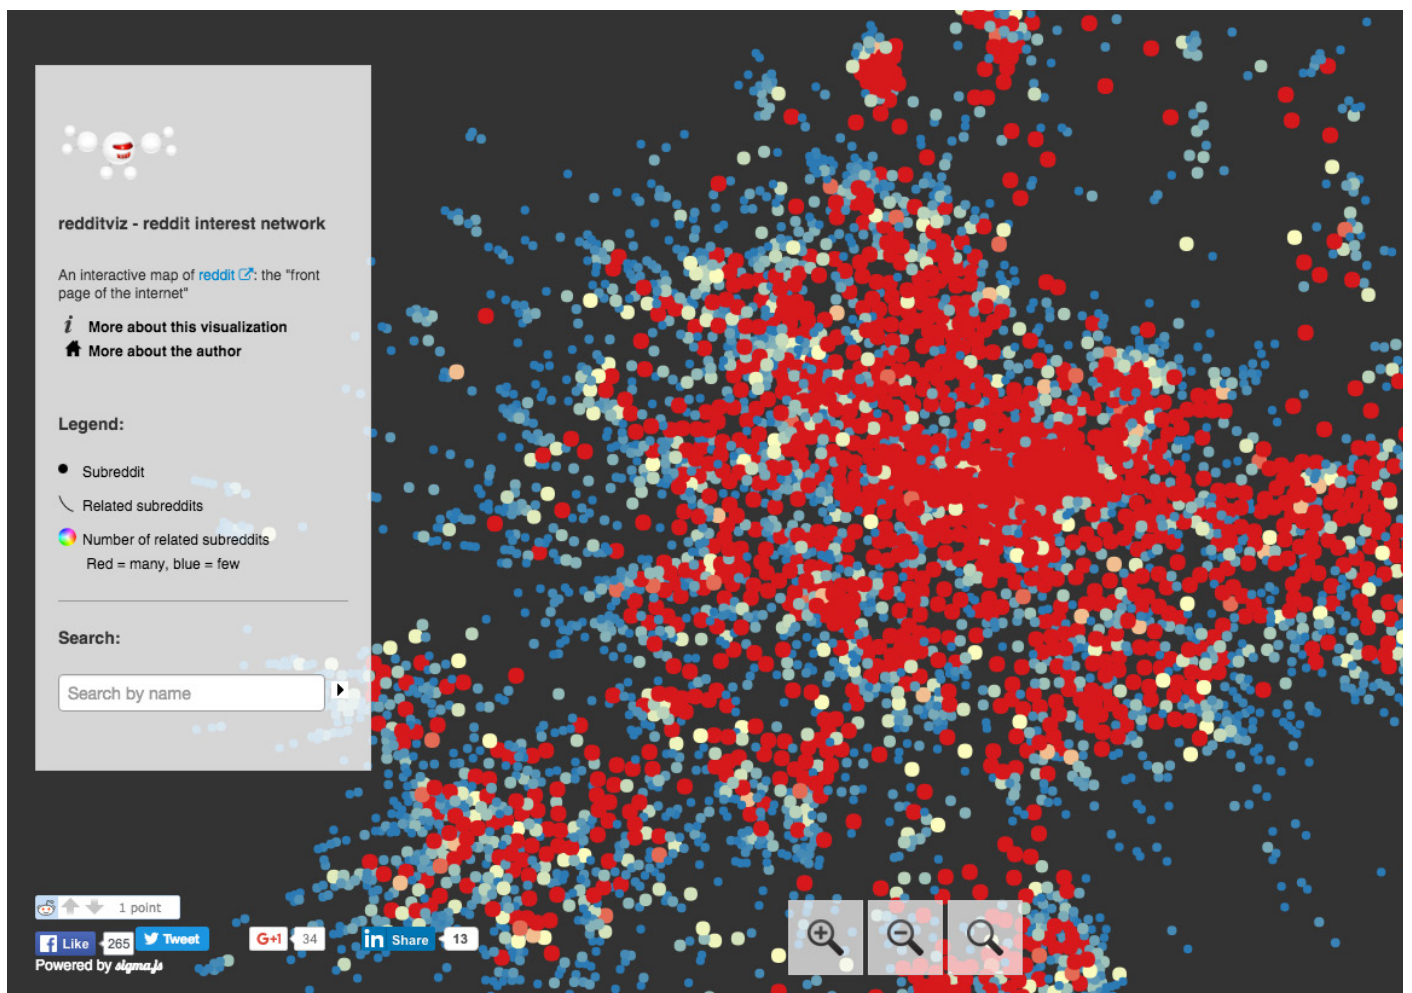 redditviz - reddit interest network
An interactive map of reddit : the "front
page of the internet"
i More about this visualization
More about the author
Legend:
Subreddit
Related subreddits
Number of related subreddits
Red = many, blue = few
Search:
Search by name
1 point
f Like 265 Tweet G+1 34 in Share 13
Powered by sigma.js